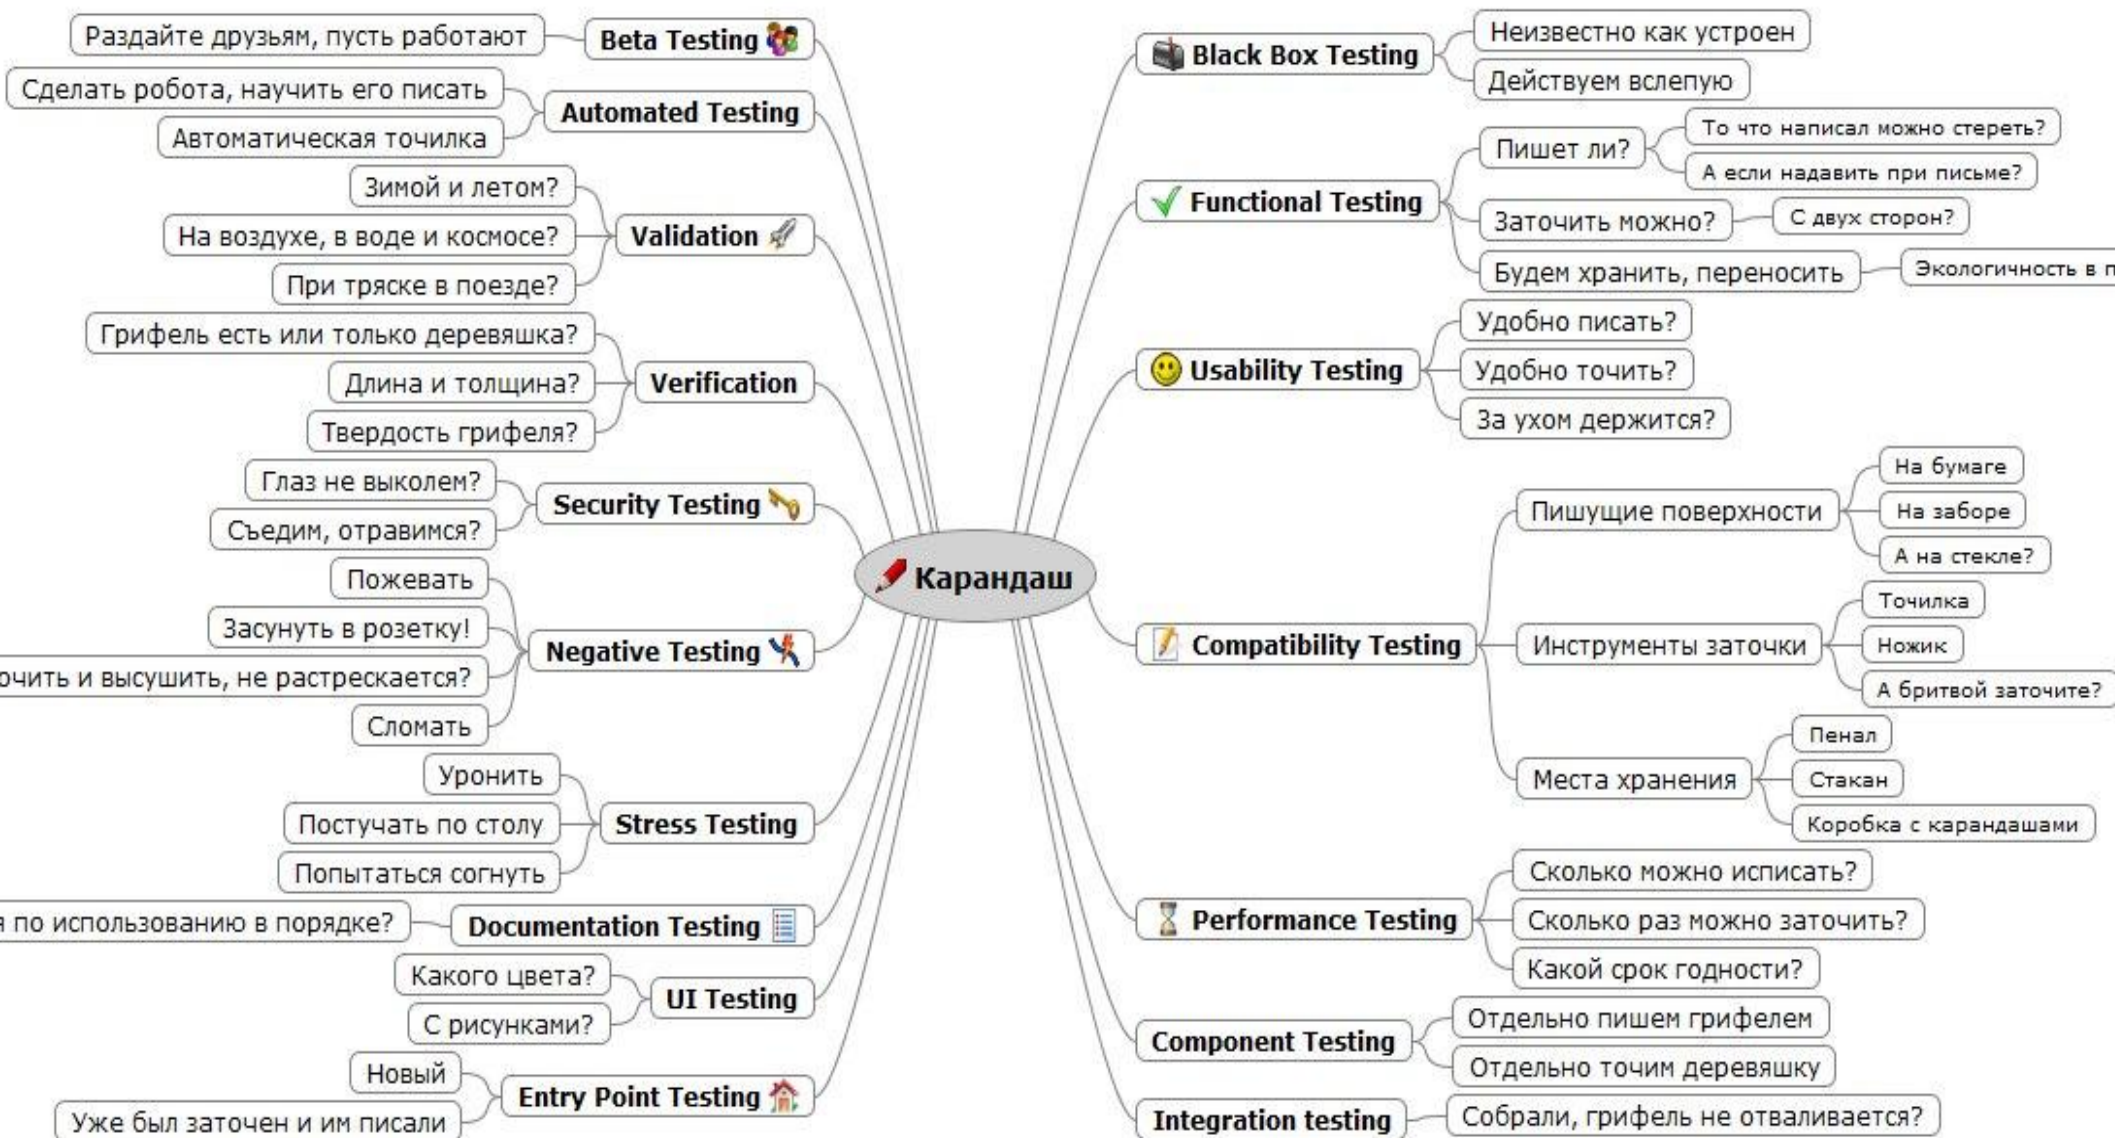 Карандаш
Beta Testing
Раздайте друзьям, пусть работают
Automated Testing
Сделать робота, научить его писать
Автоматическая точилка
Validation
Зимой и летом?
На воздухе, в воде и космосе?
При тряске в поезде?
Verification
Грифель есть или только деревяшка?
Длина и толщина?
Твердость грифеля?
Security Testing
Глаз не выколем?
Съедим, отравимся?
Negative Testing
Пожевать
Засунуть в розетку!
и высушить, не растрескается?
Сломать
Stress Testing
Уронить
Постучать по столу
Попытаться согнуть
Documentation Testing
по использованию в порядке?
UI Testing
Какого цвета?
С рисунками?
Entry Point Testing
Новый
Уже был заточен и им писали
Black Box Testing
Неизвестно как устроен
Действуем вслепую
Functional Testing
Пишет ли?
То что написал можно стереть?
А если надавить при письме?
Заточить можно?
С двух сторон?
Будем хранить, переносить
Экологичность в
Usability Testing
Удобно писать?
Удобно точить?
За ухом держится?
Compatibility Testing
Пишущие поверхности
На бумаге
На заборе
А на стекле?
Инструменты заточки
Точилка
Ножик
А бритвой заточите?
Места хранения
Пенал
Стакан
Коробка с карандашами
Performance Testing
Сколько можно исписать?
Сколько раз можно заточить?
Какой срок годности?
Component Testing
Отдельно пишем грифелем
Отдельно точим деревяшку
Integration testing
Собрали, грифель не отваливается?